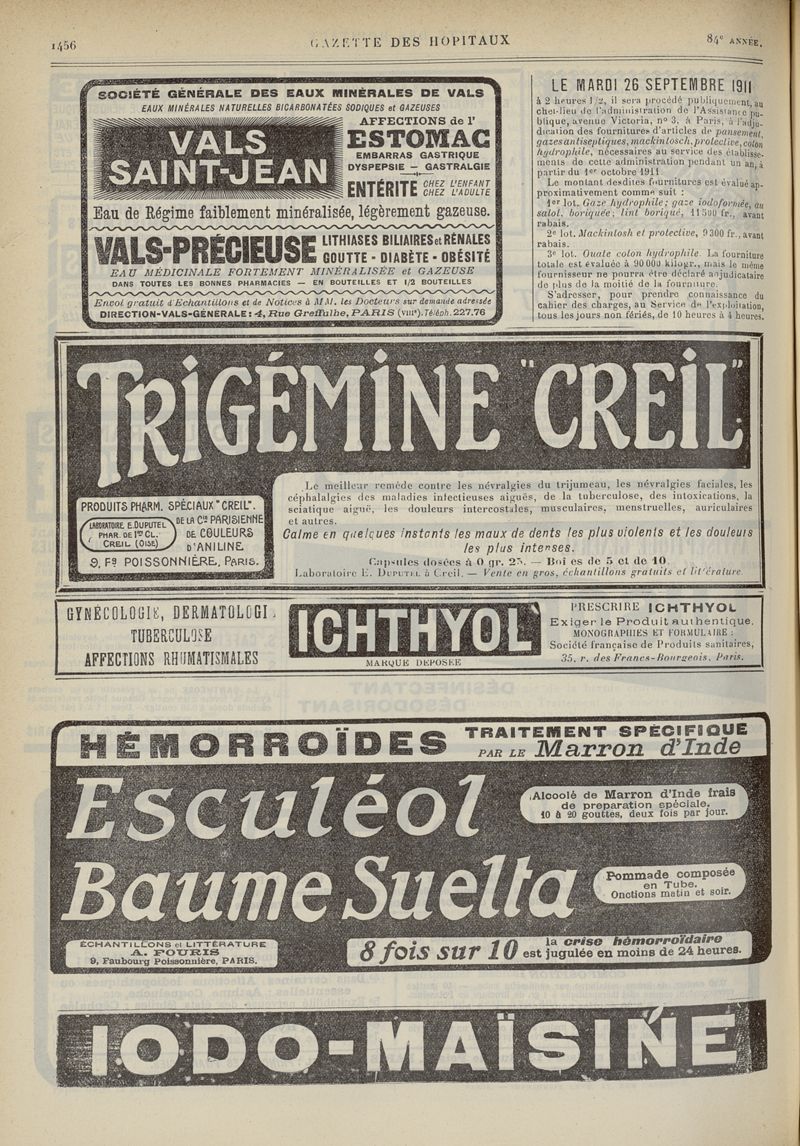 1456
GAZETTE DES HOPITAUX
84e ANNÉE.
SOCIÉTÉ GÉNÉRALE DES EAUX MINÉRALES DE VALS
EAUX MINÉRALES NATURELLES BICARBONATÉES SODIQUES et GAZEUSES
VALS
SAINT-JEAN
AFFECTIONS de l'
ESTOMAC
EMBARRAS GASTRIQUE
DYSPEPSIE — GASTRALGIE
ENTÉRITE CHEZ L'ENFANT
CHEZ L'ADULTE
Eau de Régime faiblement minéralisée, légèrement gazeuse.
VALS-PRÉCIEUSE LITHIASES BILIAIRES et RÉNALES
GOUTTE - DIABÈTE - OBÉSITÉ
EAU MÉDICINALE FORTEMENT MINÉRALISÉE et GAZEUSE
DANS TOUTES LES BONNES PHARMACIES — EN BOUTEILLES ET 1/2 BOUTEILLES
Envoi gratuit d'Echantillons et de Notices à MM. les Docteurs sur demande adressée
DIRECTION-VALS-GÉNÉRALE: 4, Rue Greffulhe, PARIS (VIIIe). Téléph. 227.76
LE MARDI 26 SEPTEMBRE 1911
à 2 heures 1/2, il sera procédé publiquement, au
chef-lieu de l'administration de l'Assistance pu-
blique, avenue Victoria, n° 3, à Paris, à l'adju-
dication des fournitures d'articles de pansement,
gazes antiseptiques, mackintosch, protective, coton
hydrophile, nécessaires au service des établisse-
ments de cette administration pendant un an, à
partir du 1er octobre 1911.
Le montant desdites fournitures est évalué ap-
proximativement comme suit :
1er lot. Gaze hydrophile; gaze iodoformée, au
salol, boriquée; lint boriqué, 11500 fr., avant
rabais.
2e lot. Mackintosh et protective, 9300 fr., avant
rabais.
3e lot. Ouate coton hydrophile. La fourniture
totale est évaluée à 90000 kilogr., mais le même
fournisseur ne pourra être déclaré adjudicataire
de plus de la moitié de la fourniture.
S'adresser, pour prendre connaissance du
cahier des charges, au Service de l'exploitation,
tous les jours non fériés, de 10 heures à 4 heures.
TRIGÉMINE "CREIL"
PRODUITS PHARM. SPÉCIAUX "CREIL".
LABORATOIRE. E. DUPUTEL
PHAR. DE 1re CL.
CREIL (OISE)
DE LA Cie PARISIENNE
DE COULEURS
D'ANILINE
9, Fg POISSONNIÈRE, PARIS.
Le meilleur remède contre les névralgies du trijumeau, les névralgies faciales, les
céphalalgies des maladies infectieuses aiguës, de la tuberculose, des intoxications, la
sciatique aiguë, les douleurs intercostales, musculaires, menstruelles, auriculaires
et autres.
Calme en quelques instants les maux de dents les plus violents et les douleurs
les plus intenses.
Capsules dosées à 0 gr. 25. — Boi es de 5 et de 10.
Laboratoire E. DUPUTEL à Creil. — Vente en gros, échantillons gratuits et lit'érature
GYNÉCOLOGIE, DERMATOLOGI.
TUBERCULOSE
AFFECTIONS RHUMATISMALES
ICHTHYOL
MARQUE DÉPOSÉE
PRESCRIRE ICHTHYOL
Exiger le Produit authentique.
MONOGRAPHIES ET FORMULAIRE :
Société française de Produits sanitaires,
35, r. des Francs-Bourgeois, Paris.
HÉMORROÏDES TRAITEMENT SPÉCIFIQUE
PAR LE Marron d'Inde
Esculéol
Alcoolé de Marron d'Inde frais
de preparation spéciale.
10 à 20 gouttes, deux fois par jour.
Baume Suelta
Pommade composée
en Tube.
Onctions matin et soir.
ÉCHANTILLONS et LITTÉRATURE
A. FOURIS
9, Faubourg Poissonnière, PARIS.
8 fois sur 10 la crise hémorroïdaire
est jugulée en moins de 24 heures.
IODO-MAÏSINE